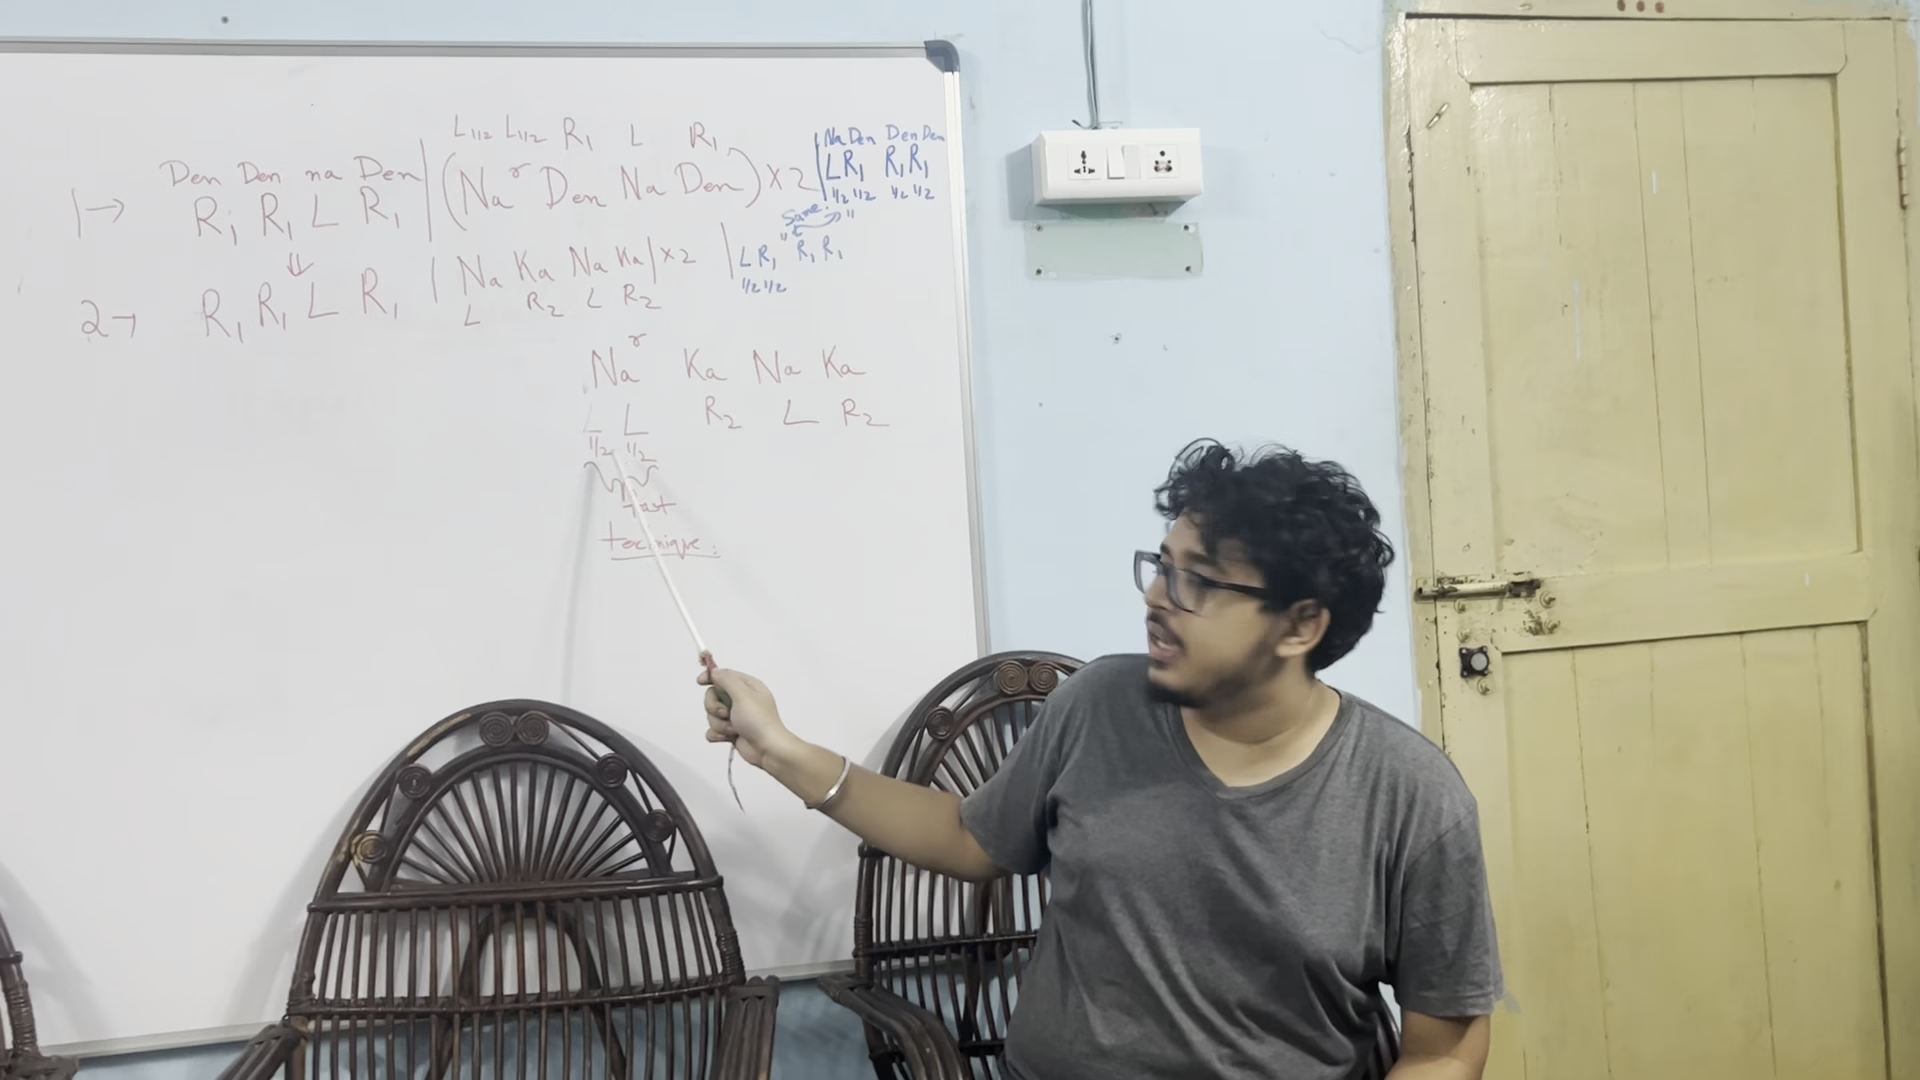 L1/2 L1/2 R1 L R1
Den Den na Den | (Na r Den Na Den) x2 | Na Den Den Den
1→ R1 R1 L R1 | L R1 R1 R1
1/2 1/2 1/2 1/2
⇓ Same "
( Na Ka Na Ka | x2 | L R1 " R1 R1
2→ R1 R1 L R1 L R2 L R2 1/2 1/2
Na r Ka Na Ka
L L R2 L R2
1/2 1/2
fast